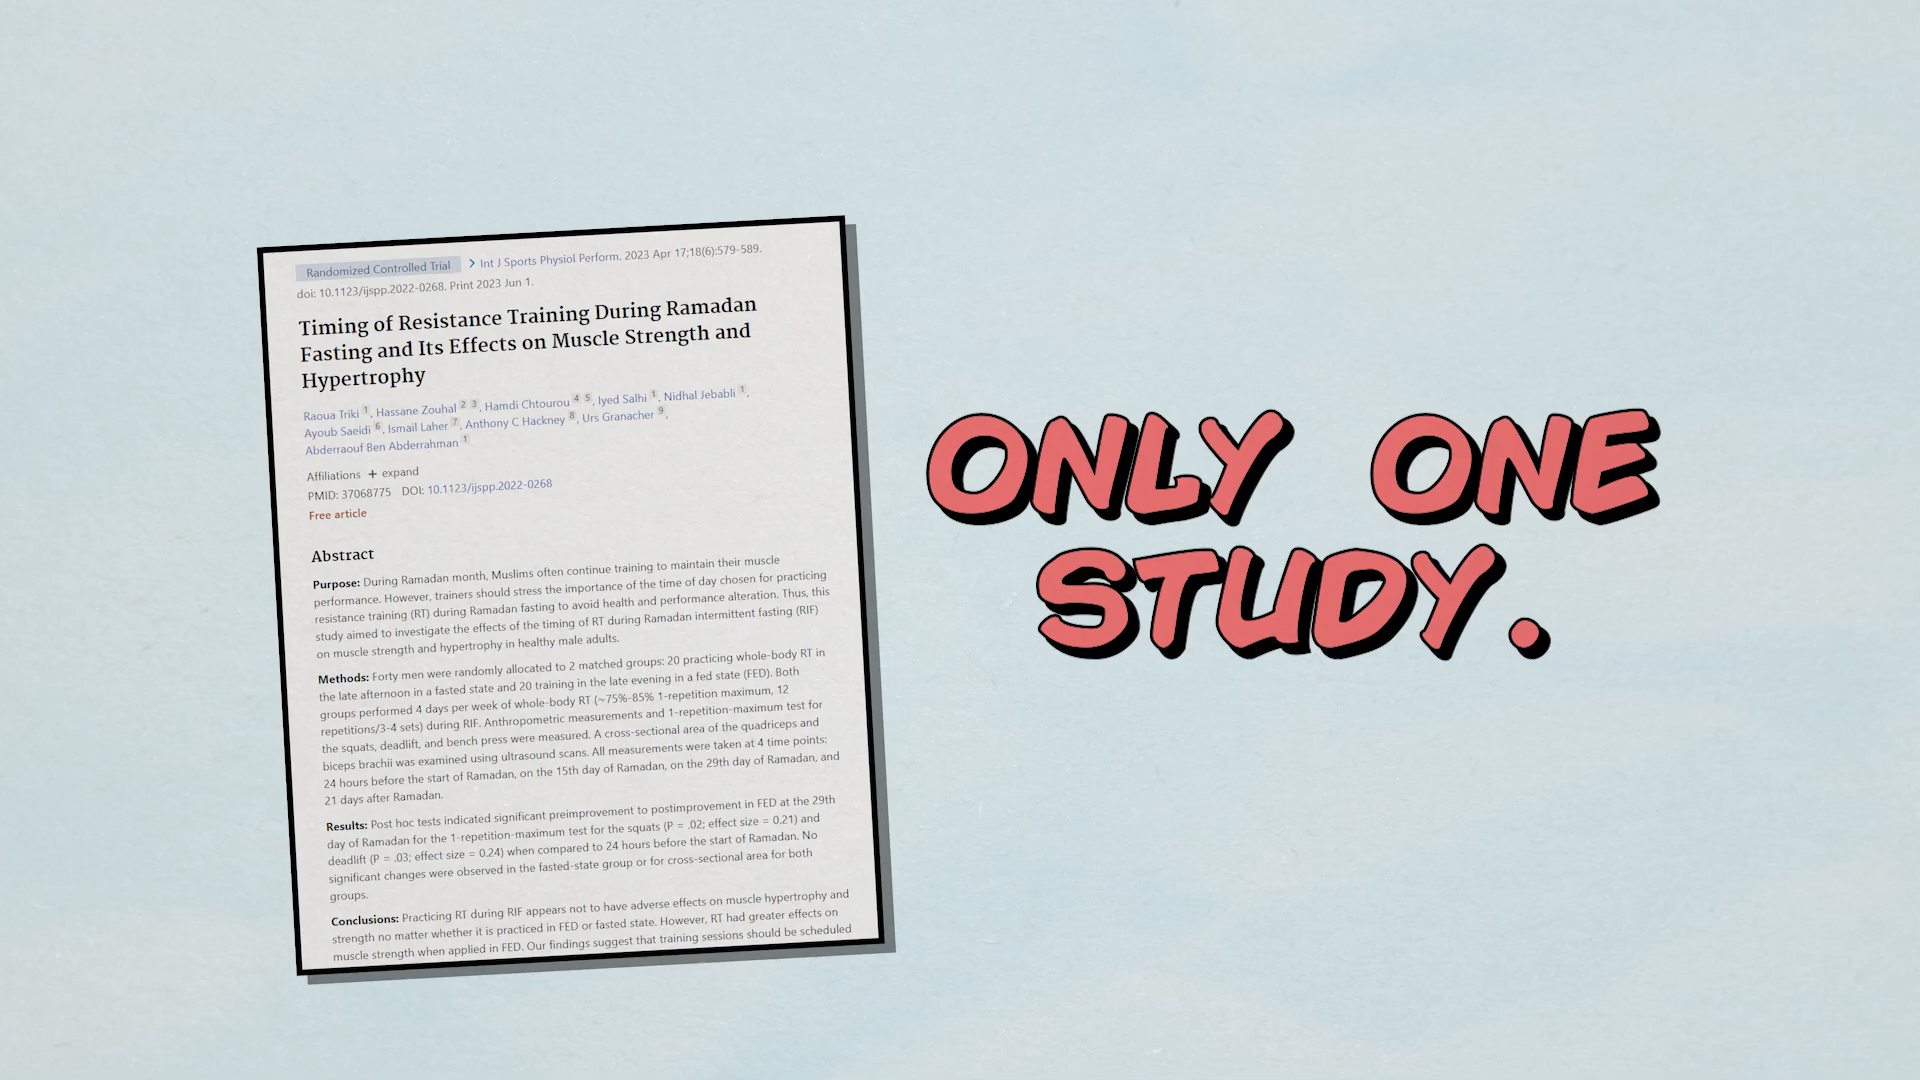 Randomized Controlled Trial > Int J Sports Physiol Perform. 2023 Apr 17;18(6):579-589.
doi: 10.1123/ijspp.2022-0268. Print 2023 Jun 1.
Timing of Resistance Training During Ramadan
Fasting and Its Effects on Muscle Strength and
Hypertrophy
Raoua Triki 1, Hassane Zouhal 2 3, Hamdi Chtourou 4 5, Iyed Salhi 1, Nidhal Jebabli 1,
Ayoub Saeidi 6, Ismail Laher 7, Anthony C Hackney 8, Urs Granacher 9,
Abderraouf Ben Abderrahman 1
Affiliations + expand
PMID: 37068775 DOI: 10.1123/ijspp.2022-0268
Free article
Abstract
Purpose: During Ramadan month, Muslims often continue training to maintain their muscle
performance. However, trainers should stress the importance of the time of day chosen for practicing
resistance training (RT) during Ramadan fasting to avoid health and performance alteration. Thus, this
study aimed to investigate the effects of the timing of RT during Ramadan intermittent fasting (RIF)
on muscle strength and hypertrophy in healthy male adults.
Methods: Forty men were randomly allocated to 2 matched groups: 20 practicing whole-body RT in
the late afternoon in a fasted state and 20 training in the late evening in a fed state (FED). Both
groups performed 4 days per week of whole-body RT (~75%-85% 1-repetition maximum, 12
repetitions/3-4 sets) during RIF. Anthropometric measurements and 1-repetition-maximum test for
the squats, deadlift, and bench press were measured. A cross-sectional area of the quadriceps and
biceps brachii was examined using ultrasound scans. All measurements were taken at 4 time points:
24 hours before the start of Ramadan, on the 15th day of Ramadan, on the 29th day of Ramadan, and
21 days after Ramadan.
Results: Post hoc tests indicated significant preimprovement to postimprovement in FED at the 29th
day of Ramadan for the 1-repetition-maximum test for the squats (P = .02; effect size = 0.21) and
deadlift (P = .03; effect size = 0.24) when compared to 24 hours before the start of Ramadan. No
significant changes were observed in the fasted-state group or for cross-sectional area for both
groups.
Conclusions: Practicing RT during RIF appears not to have adverse effects on muscle hypertrophy and
strength no matter whether it is practiced in FED or fasted state. However, RT had greater effects on
muscle strength when applied in FED. Our findings suggest that training sessions should be scheduled
ONLY ONE
STUDY.